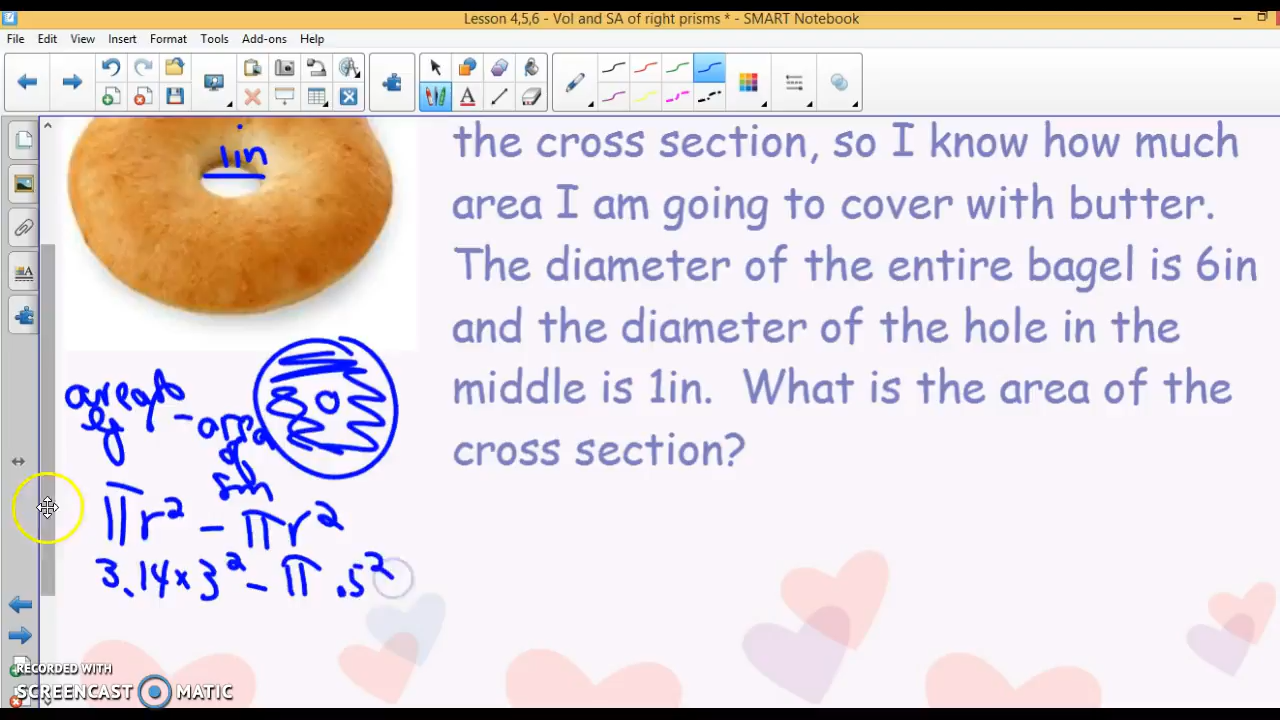 Lesson 4,5,6 - Vol and SA of right prisms * - SMART Notebook
File Edit View Insert Format Tools Add-ons Help
1in
the cross section, so I know how much
area I am going to cover with butter.
The diameter of the entire bagel is 6in
and the diameter of the hole in the
middle is 1in. What is the area of the
cross section?
- area
of
πr² - πr²
3.14 x 3² - π .5²
RECORDED WITH
SCREENCAST MATIC